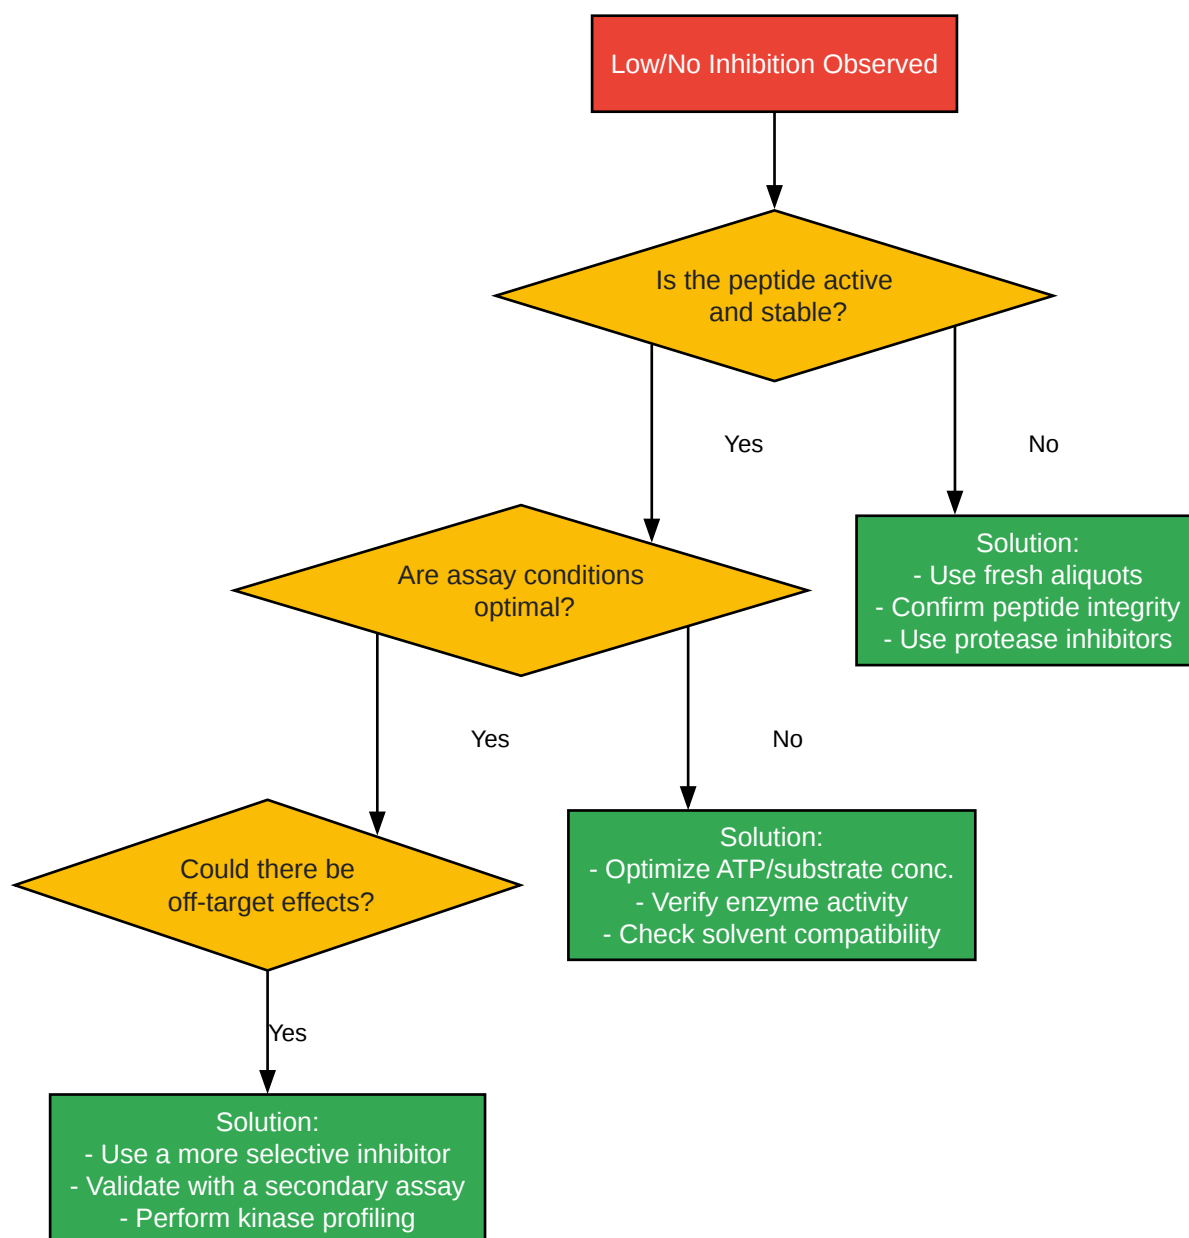 Low/No Inhibition Observed
Is the peptide active
and stable?
Yes
No
Solution:
- Use fresh aliquots
- Confirm peptide integrity
- Use protease inhibitors
Are assay conditions
optimal?
Yes
No
Solution:
- Optimize ATP/substrate conc.
- Verify enzyme activity
- Check solvent compatibility
Could there be
off-target effects?
Yes
Solution:
- Use a more selective inhibitor
- Validate with a secondary assay
- Perform kinase profiling